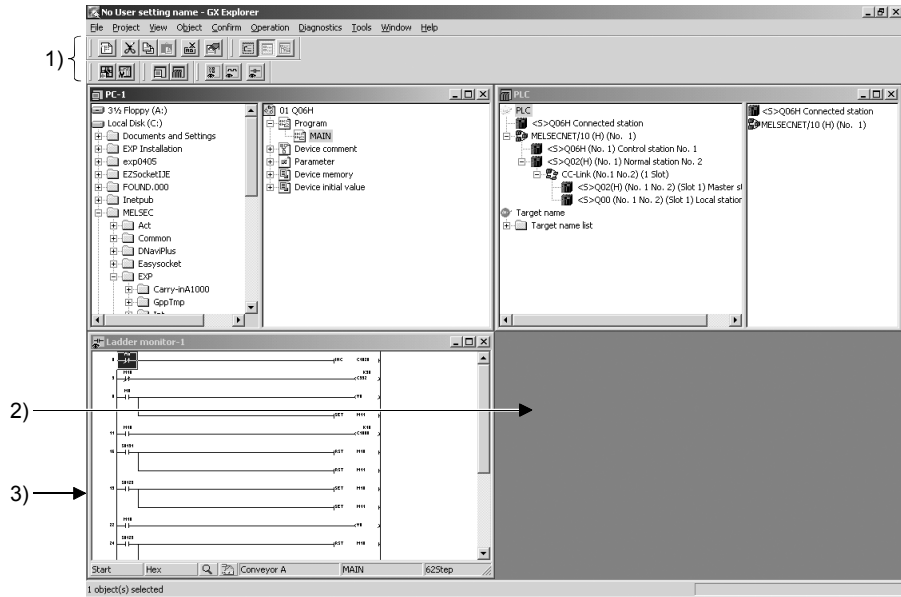 No User setting name - GX Explorer
File Project View Object Confirm Operation Diagnostics Tools Window Help
1)
PC-1
3½ Floppy (A:)
Local Disk (C:)
Documents and Settings
EXP Installation
exp0405
EZSocketIJE
FOUND.000
Inetpub
MELSEC
Act
Common
DNaviPlus
Easysocket
EXP
Carry-inA1000
GppTmp
01 Q06H
Program
MAIN
Device comment
Parameter
Device memory
Device initial value
PLC
PLC
<S>Q06H Connected station
MELSECNET/10 (H) (No. 1)
<S>Q06H (No. 1) Control station No. 1
<S>Q02(H) (No. 1) Normal station No. 2
CC-Link (No.1 No.2) (1 Slot)
<S>Q02(H) (No. 1 No. 2) (Slot 1) Master st
<S>Q00 (No. 1 No. 2) (Slot 1) Local station
Target name
Target name list
<S>Q06H Connected station
MELSECNET/10 (H) (No. 1)
Ladder monitor-1
2)
3)
Start Hex Conveyor A MAIN 62Step
1 object(s) selected